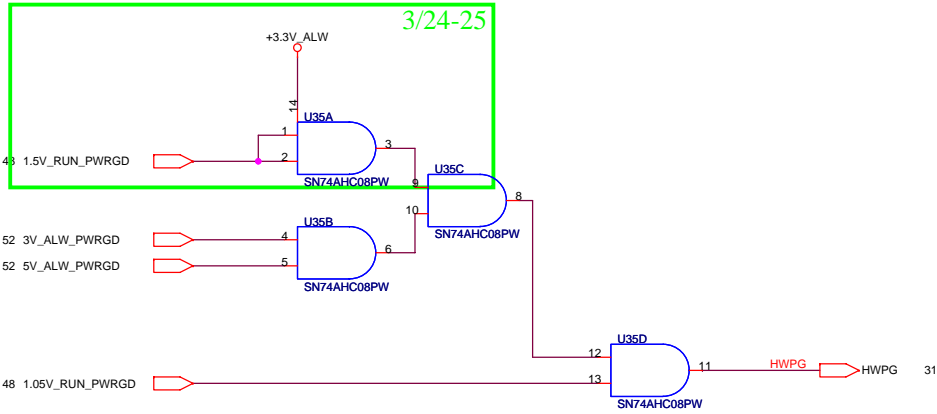 3/24-25
+3.3V_ALW
14
U35A
1
3
2
43 1.5V_RUN_PWRGD
SN74AHC08PW
U35C
9
8
10
SN74AHC08PW
U35B
52 3V_ALW_PWRGD
4
6
52 5V_ALW_PWRGD
5
SN74AHC08PW
U35D
12
11
HWPG
HWPG 31
48 1.05V_RUN_PWRGD
13
SN74AHC08PW